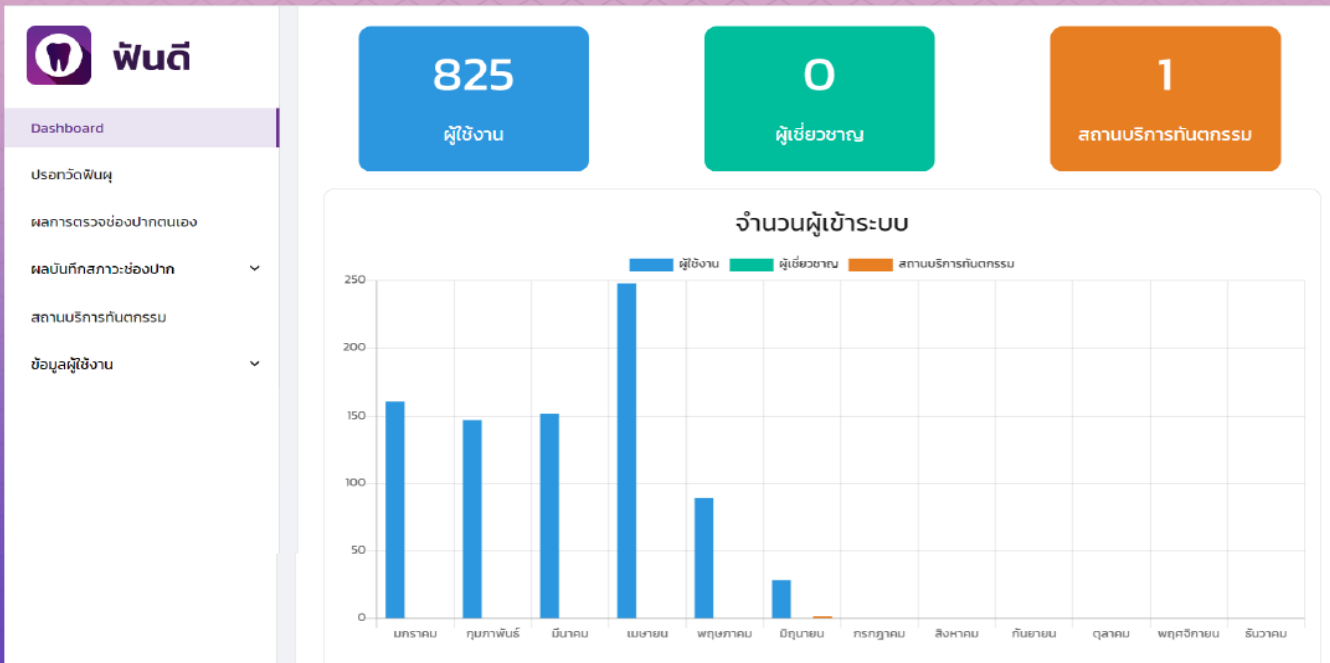 ฟันดี
Dashboard
ปรอทวัดฟันผุ
ผลการตรวจช่องปากตนเอง
ผลบันทึกสภาวะช่องปาก
สถานบริการทันตกรรม
ข้อมูลผู้ใช้งาน
825
ผู้ใช้งาน
0
ผู้เชี่ยวชาญ
1
สถานบริการทันตกรรม
จำนวนผู้เข้าระบบ
ผู้ใช้งาน ผู้เชี่ยวชาญ สถานบริการทันตกรรม
250
200
150
100
50
0
มกราคม กุมภาพันธ์ มีนาคม เมษายน พฤษภาคม มิถุนายน กรกฎาคม สิงหาคม กันยายน ตุลาคม พฤศจิกายน ธันวาคม